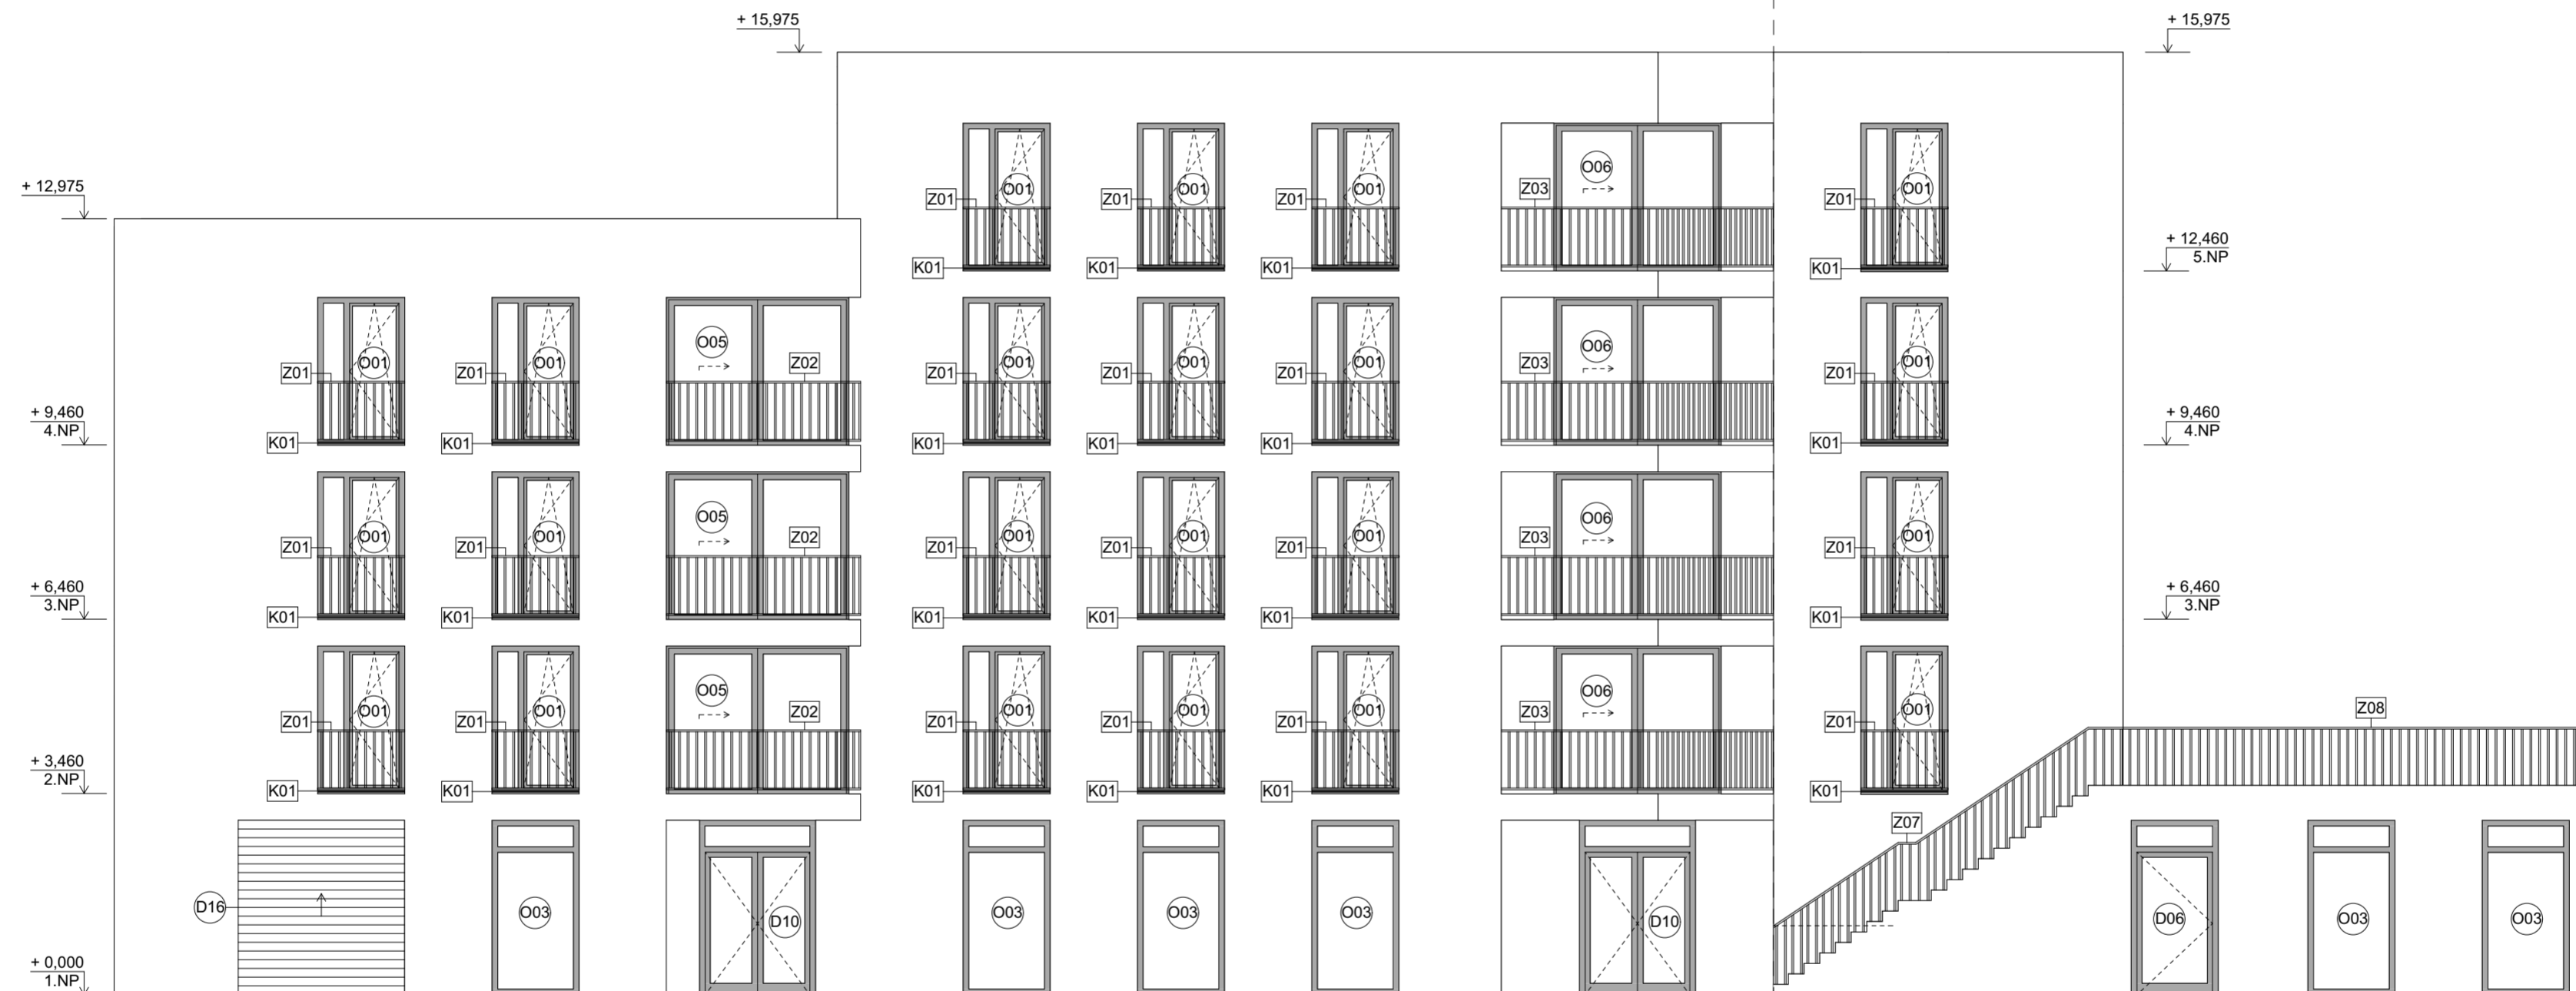 + 15,975
+ 15,975
+ 12,975
O01 O01 O01 O06 O01
Z01 Z01 Z01 Z03 Z01
+ 12,460
5.NP
K01 K01 K01 K01
O05 O06
O01 O01 Z02 O01 O01 O01 Z03 O01
Z01 Z01 Z01 Z01 Z01 Z01
+ 9,460 + 9,460
4.NP 4.NP
K01 K01 K01 K01 K01 K01
O05 O06
O01 O01 Z02 O01 O01 O01 Z03 O01
Z01 Z01 Z01 Z01 Z01 Z01
+ 6,460 + 6,460
3.NP 3.NP
K01 K01 K01 K01 K01 K01
O05 O06
O01 O01 Z02 O01 O01 O01 Z03 O01 Z08
Z01 Z01 Z01 Z01 Z01 Z01
+ 3,460
2.NP
K01 K01 K01 K01 K01 K01
Z07
D16 O03 D10 O03 O03 O03 D10 D06 O03 O03
+ 0,000
1.NP